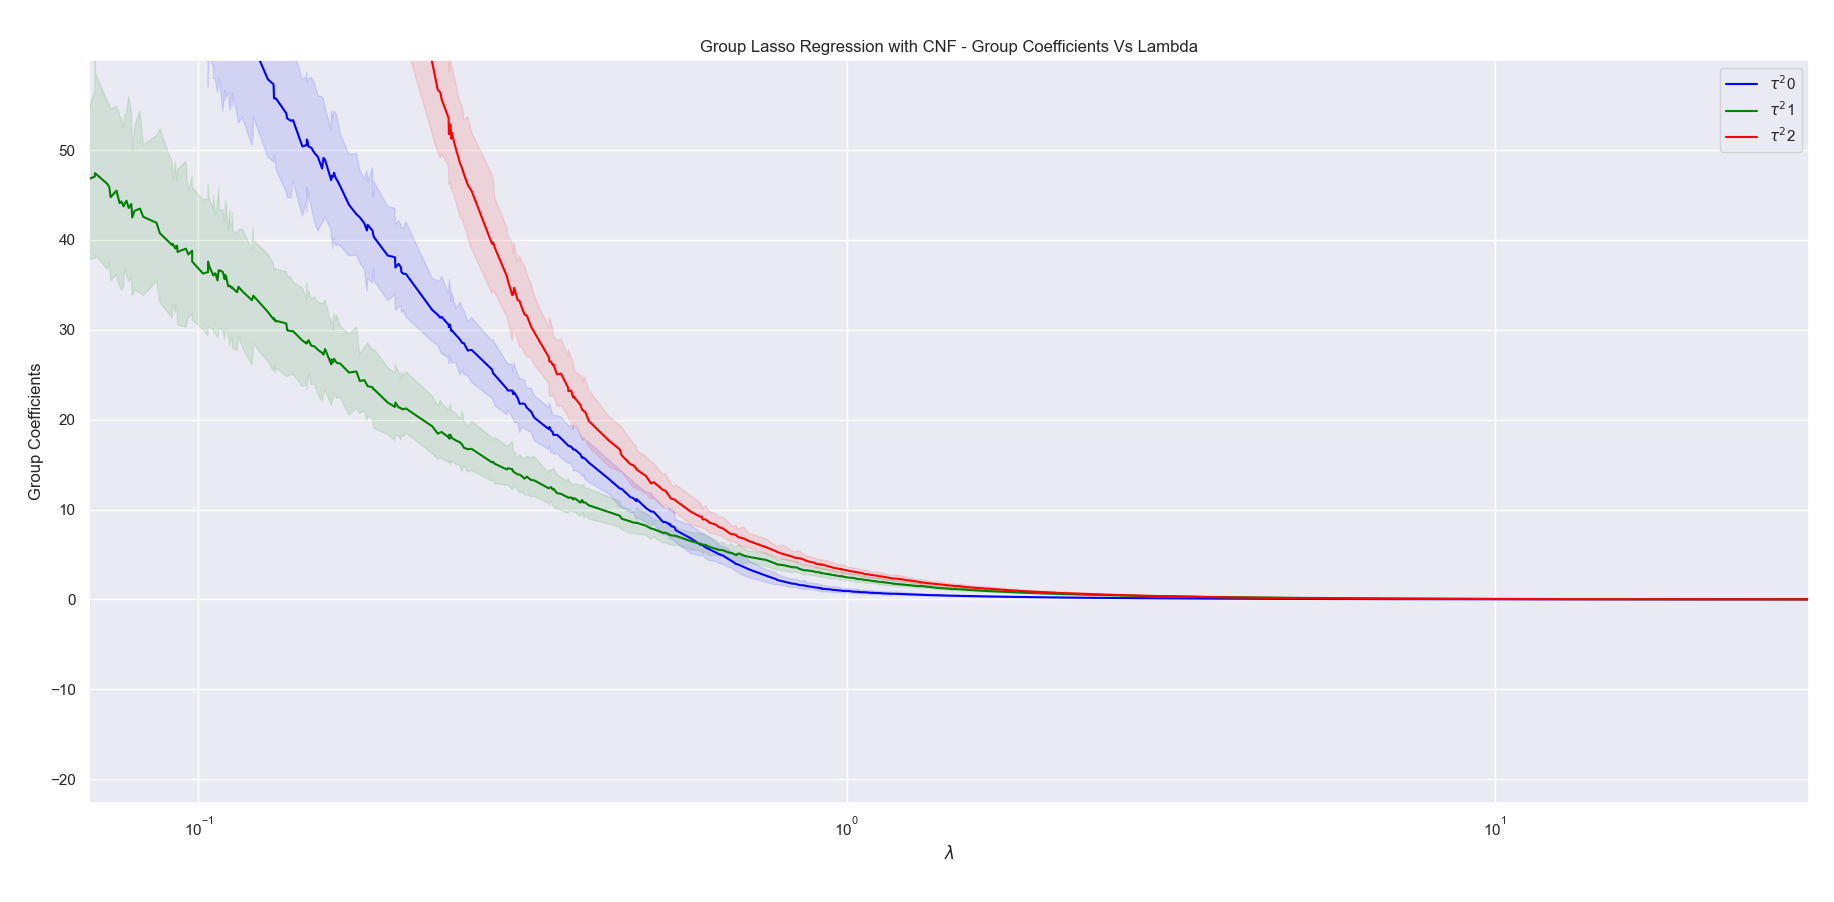 Group Lasso Regression with CNF - Group Coefficients Vs Lambda
τ²0
τ²1
τ²2
Group Coefficients
50
40
30
20
10
0
−10
−20
10⁻¹
10⁰
10¹
λ